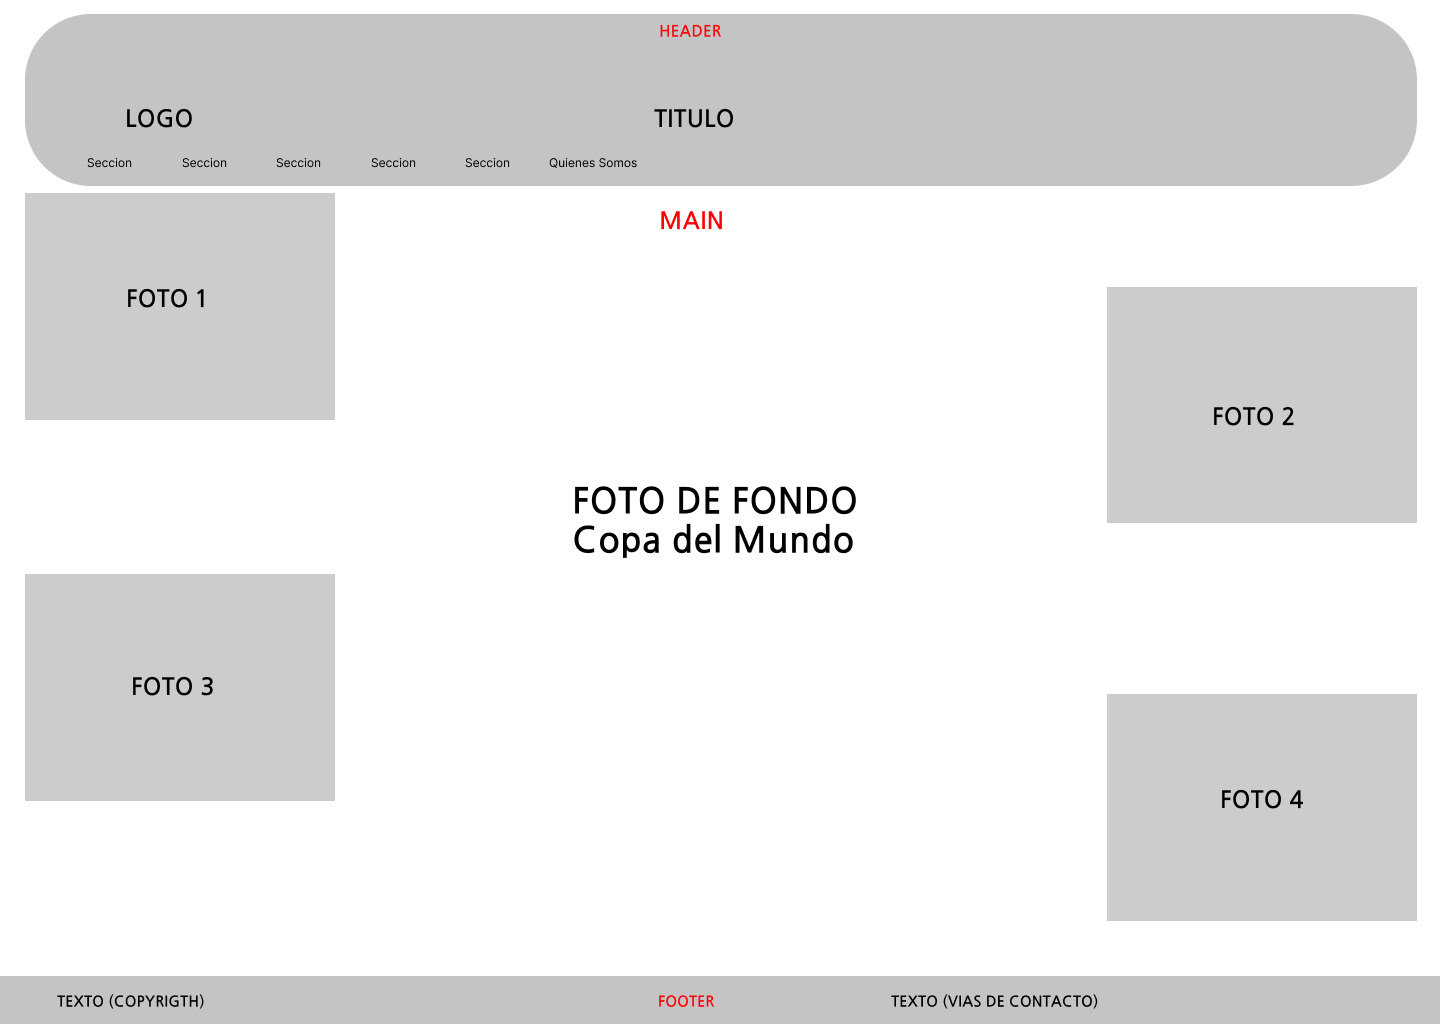 HEADER
LOGO
TITULO
Seccion Seccion Seccion Seccion Seccion Quienes Somos
MAIN
FOTO 1
FOTO 2
FOTO DE FONDO
Copa del Mundo
FOTO 3
FOTO 4
TEXTO (COPYRIGTH)
FOOTER
TEXTO (VIAS DE CONTACTO)